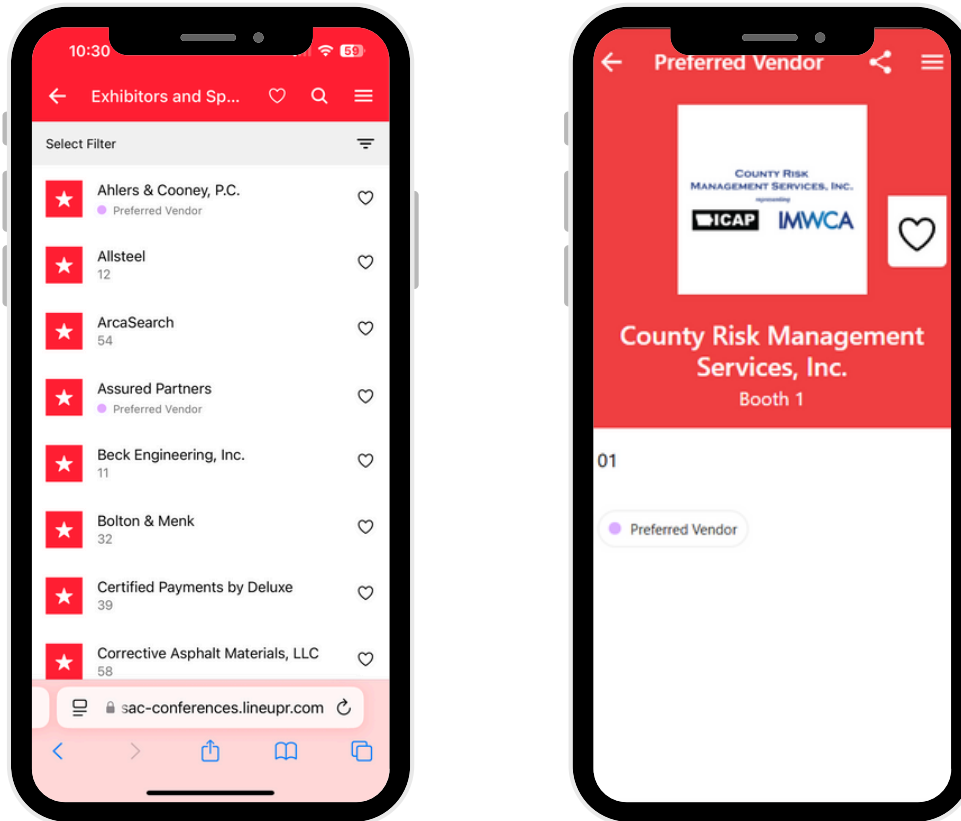 10:30
59
Exhibitors and Sp...
Select Filter
Ahlers & Cooney, P.C.
Preferred Vendor
Allsteel
12
ArcaSearch
54
Assured Partners
Preferred Vendor
Beck Engineering, Inc.
11
Bolton & Menk
32
Certified Payments by Deluxe
39
Corrective Asphalt Materials, LLC
58
sac-conferences.lineupr.com
Preferred Vendor
COUNTY RISK
MANAGEMENT SERVICES, INC.
representing
ICAP IMWCA
County Risk Management
Services, Inc.
Booth 1
01
Preferred Vendor